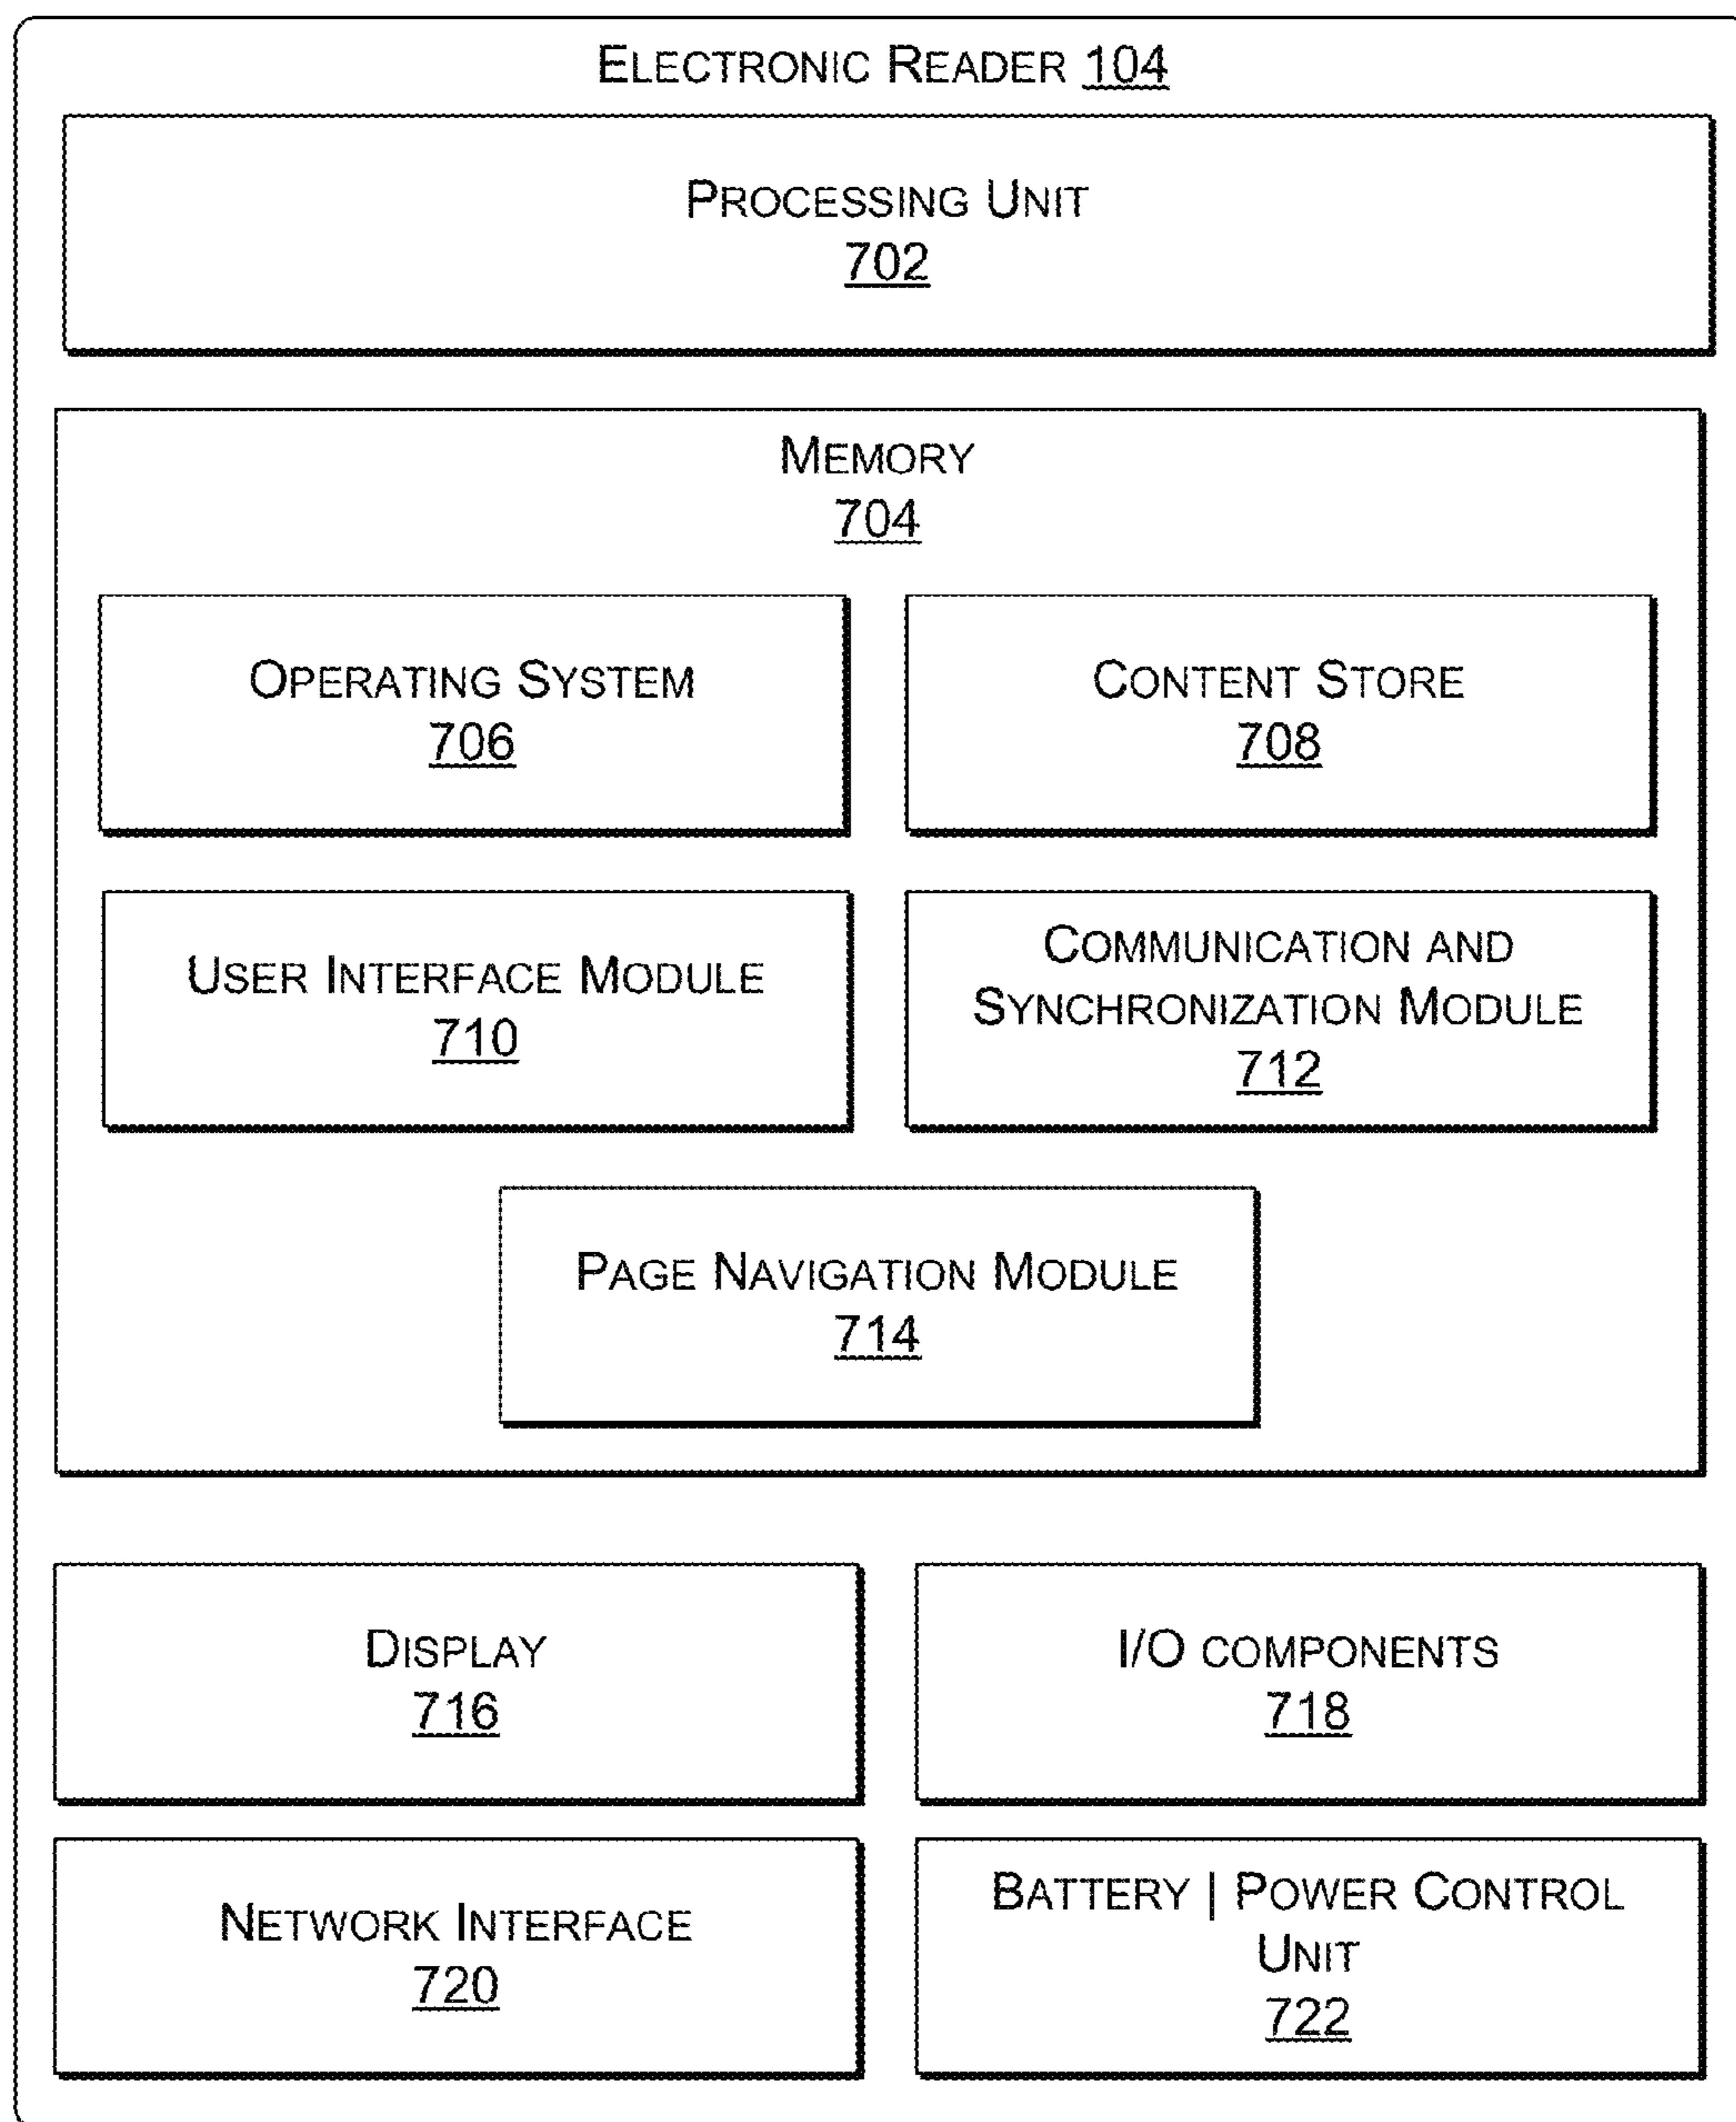 ELECTRONIC READER 104
PROCESSING UNIT
702
MEMORY
704
OPERATING SYSTEM
706
CONTENT STORE
708
USER INTERFACE MODULE
710
COMMUNICATION AND
SYNCHRONIZATION MODULE
712
PAGE NAVIGATION MODULE
714
DISPLAY
716
I/O COMPONENTS
718
NETWORK INTERFACE
720
BATTERY | POWER CONTROL
UNIT
722